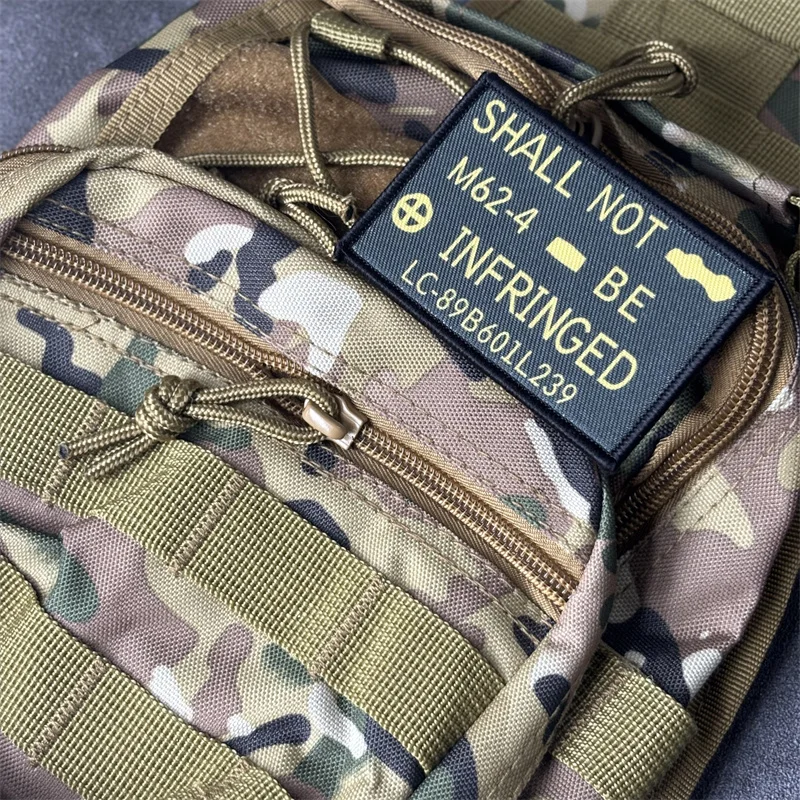 SHALL NOT
M62-4 BE
INFRINGED
LC-89B601L239